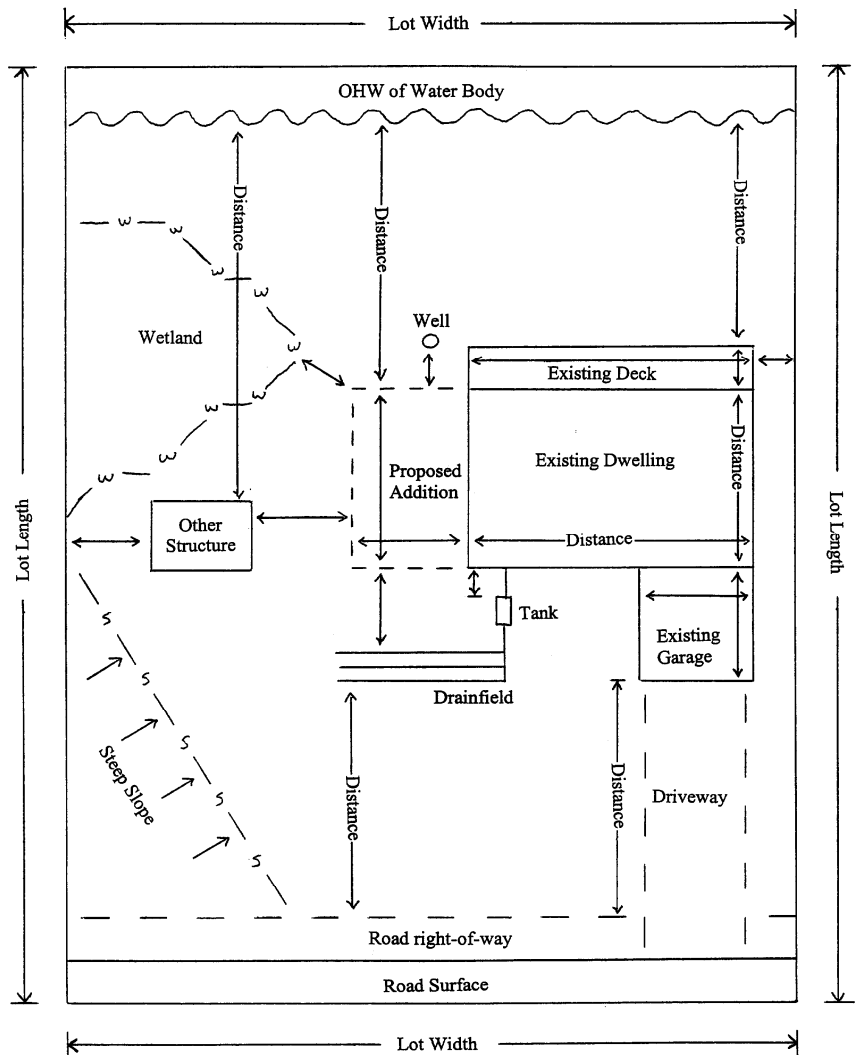 Lot Width
OHW of Water Body
Distance
Distance
Distance
w
w
w
w
w
w
w
w
w
Wetland
Well
Existing Deck
Existing Dwelling
Distance
Proposed
Addition
Other
Structure
Distance
Lot Length
Lot Length
Tank
Existing
Garage
Drainfield
S
S
S
S
S
Steep Slope
Distance
Distance
Driveway
Road right-of-way
Road Surface
Lot Width